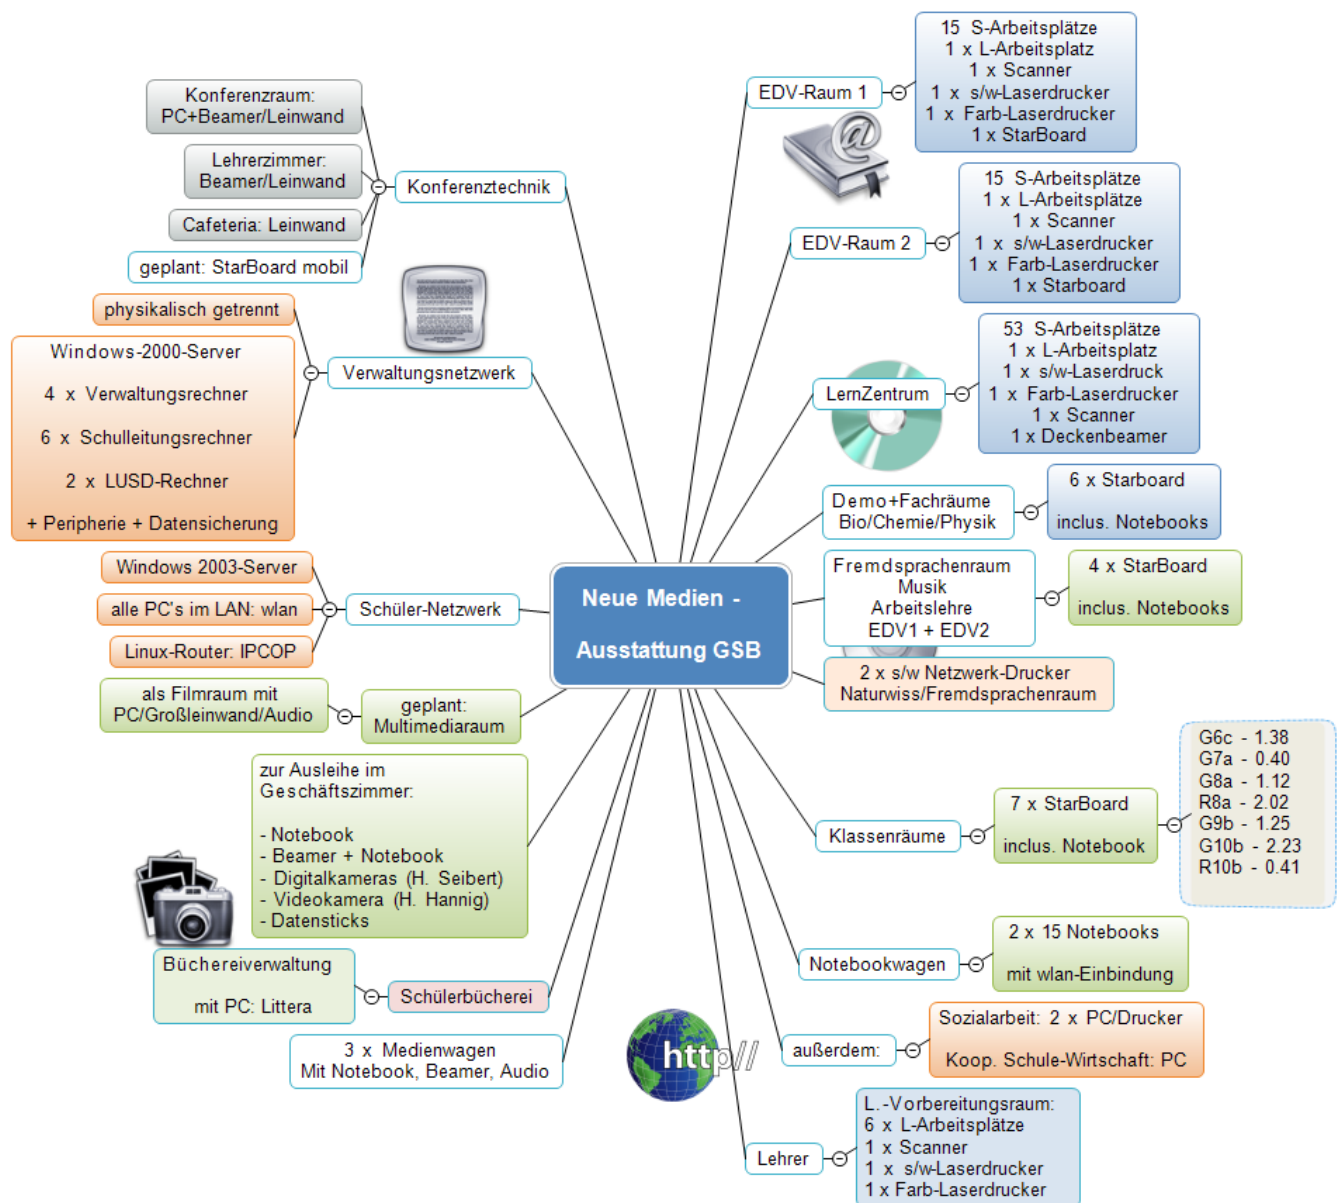 Neue Medien -
Ausstattung GSB
Konferenztechnik
Konferenzraum:
PC+Beamer/Leinwand
Lehrerzimmer:
Beamer/Leinwand
Cafeteria: Leinwand
geplant: StarBoard mobil
Verwaltungsnetzwerk
physikalisch getrennt
Windows-2000-Server
4 x Verwaltungsrechner
6 x Schulleitungsrechner
2 x LUSD-Rechner
+ Peripherie + Datensicherung
Schüler-Netzwerk
Windows 2003-Server
alle PC's im LAN: wlan
Linux-Router: IPCOP
geplant:
Multimediaraum
als Filmraum mit
PC/Großleinwand/Audio
zur Ausleihe im
Geschäftszimmer:
- Notebook
- Beamer + Notebook
- Digitalkameras (H. Seibert)
- Videokamera (H. Hannig)
- Datensticks
Schülerbücherei
Büchereiverwaltung
mit PC: Littera
3 x Medienwagen
Mit Notebook, Beamer, Audio
EDV-Raum 1
15 S-Arbeitsplätze
1 x L-Arbeitsplatz
1 x Scanner
1 x s/w-Laserdrucker
1 x Farb-Laserdrucker
1 x StarBoard
@
EDV-Raum 2
15 S-Arbeitsplätze
1 x L-Arbeitsplätze
1 x Scanner
1 x s/w-Laserdrucker
1 x Farb-Laserdrucker
1 x Starboard
LernZentrum
53 S-Arbeitsplätze
1 x L-Arbeitsplatz
1 x s/w-Laserdruck
1 x Farb-Laserdrucker
1 x Scanner
1 x Deckenbeamer
Demo+Fachräume
Bio/Chemie/Physik
6 x Starboard
inclus. Notebooks
Fremdsprachenraum
Musik
Arbeitslehre
EDV1 + EDV2
4 x StarBoard
inclus. Notebooks
2 x s/w Netzwerk-Drucker
Naturwiss/Fremdsprachenraum
Klassenräume
7 x StarBoard
inclus. Notebook
G6c - 1.38
G7a - 0.40
G8a - 1.12
R8a - 2.02
G9b - 1.25
G10b - 2.23
R10b - 0.41
Notebookwagen
2 x 15 Notebooks
mit wlan-Einbindung
außerdem:
Sozialarbeit: 2 x PC/Drucker
Koop. Schule-Wirtschaft: PC
http//
Lehrer
L.-Vorbereitungsraum:
6 x L-Arbeitsplätze
1 x Scanner
1 x s/w-Laserdrucker
1 x Farb-Laserdrucker